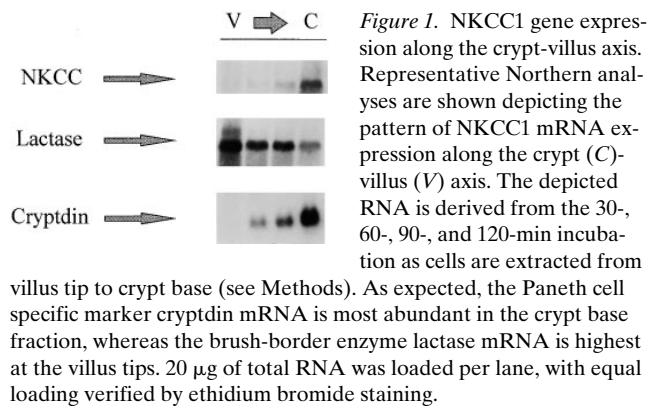 V C
NKCC
Lactase
Cryptdin
Figure 1. NKCC1 gene expres-
sion along the crypt-villus axis.
Representative Northern anal-
yses are shown depicting the
pattern of NKCC1 mRNA ex-
pression along the crypt (C)-
villus (V) axis. The depicted
RNA is derived from the 30-,
60-, 90-, and 120-min incuba-
tion as cells are extracted from
villus tip to crypt base (see Methods). As expected, the Paneth cell
specific marker cryptdin mRNA is most abundant in the crypt base
fraction, whereas the brush-border enzyme lactase mRNA is highest
at the villus tips. 20 μg of total RNA was loaded per lane, with equal
loading verified by ethidium bromide staining.